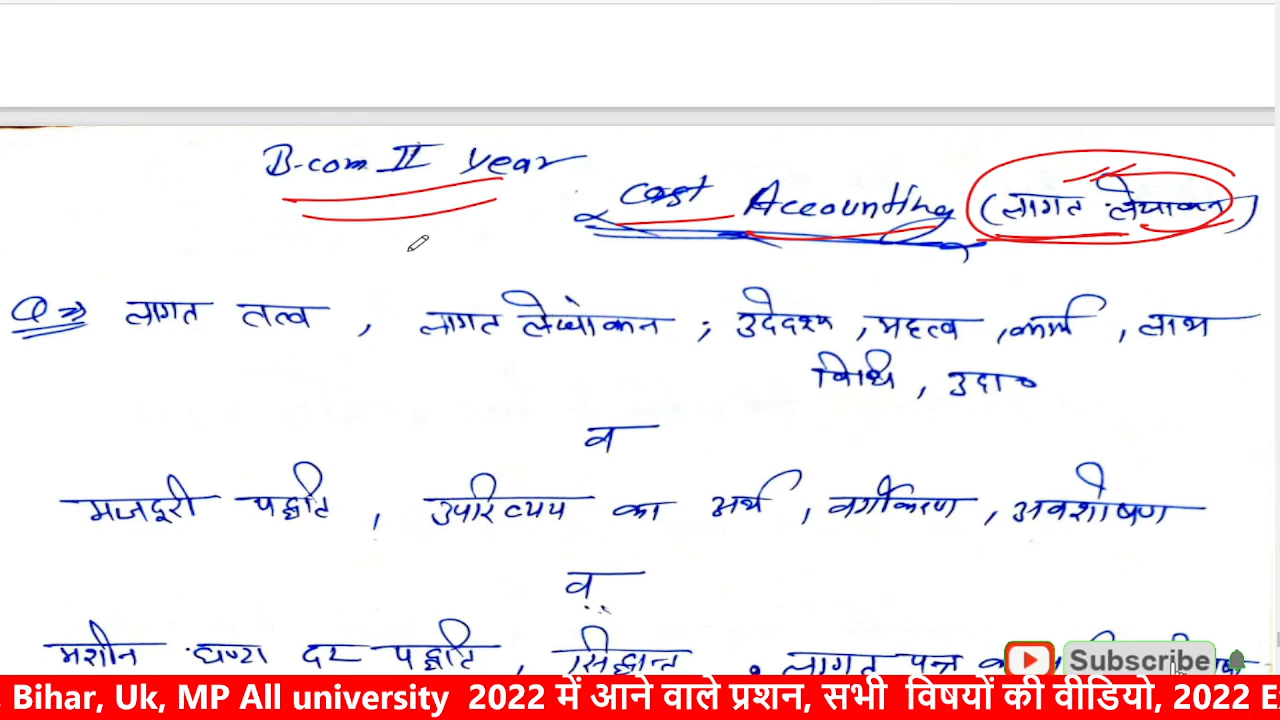 B.com II year
Cost Accounting (लागत लेखांकन)
Q⇒ लागत तत्व, लागत लेखांकन; उद्देश्य, महत्व, कार्य, लाभ
विधि, उदा०
व
मजदूरी पद्धति, उपरिव्यय का अर्थ, वर्गीकरण, अवशोषण
व
मशीन घण्टा दर पद्धति, सिद्धान्त . लागत पत्र
Subscribe
Bihar, Uk, MP All university 2022 में आने वाले प्रशन, सभी विषयों की वीडियो, 2022